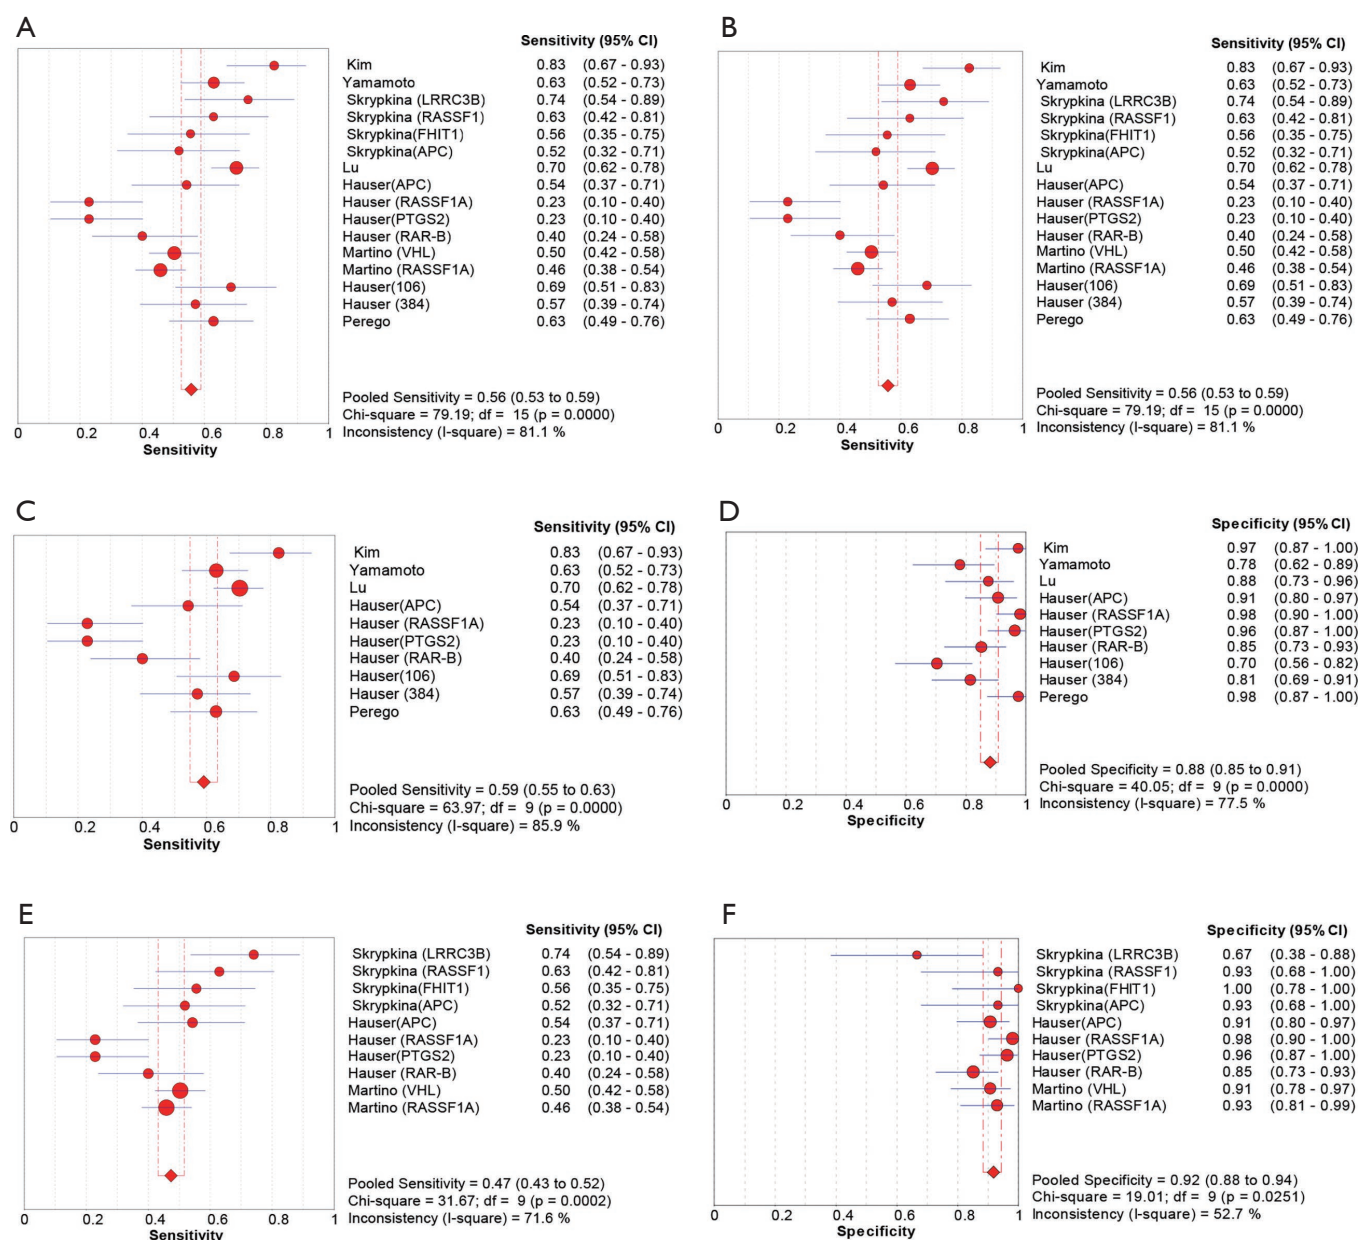 A
Sensitivity (95% CI)
Kim 0.83 (0.67 - 0.93)
Yamamoto 0.63 (0.52 - 0.73)
Skrypkina (LRRC3B) 0.74 (0.54 - 0.89)
Skrypkina (RASSF1) 0.63 (0.42 - 0.81)
Skrypkina(FHIT1) 0.56 (0.35 - 0.75)
Skrypkina(APC) 0.52 (0.32 - 0.71)
Lu 0.70 (0.62 - 0.78)
Hauser(APC) 0.54 (0.37 - 0.71)
Hauser (RASSF1A) 0.23 (0.10 - 0.40)
Hauser(PTGS2) 0.23 (0.10 - 0.40)
Hauser (RAR-B) 0.40 (0.24 - 0.58)
Martino (VHL) 0.50 (0.42 - 0.58)
Martino (RASSF1A) 0.46 (0.38 - 0.54)
Hauser(106) 0.69 (0.51 - 0.83)
Hauser (384) 0.57 (0.39 - 0.74)
Perego 0.63 (0.49 - 0.76)
Pooled Sensitivity = 0.56 (0.53 to 0.59)
Chi-square = 79.19; df = 15 (p = 0.0000)
Inconsistency (I-square) = 81.1 %
0 0.2 0.4 0.6 0.8 1
Sensitivity
B
Sensitivity (95% CI)
Kim 0.83 (0.67 - 0.93)
Yamamoto 0.63 (0.52 - 0.73)
Skrypkina (LRRC3B) 0.74 (0.54 - 0.89)
Skrypkina (RASSF1) 0.63 (0.42 - 0.81)
Skrypkina(FHIT1) 0.56 (0.35 - 0.75)
Skrypkina(APC) 0.52 (0.32 - 0.71)
Lu 0.70 (0.62 - 0.78)
Hauser(APC) 0.54 (0.37 - 0.71)
Hauser (RASSF1A) 0.23 (0.10 - 0.40)
Hauser(PTGS2) 0.23 (0.10 - 0.40)
Hauser (RAR-B) 0.40 (0.24 - 0.58)
Martino (VHL) 0.50 (0.42 - 0.58)
Martino (RASSF1A) 0.46 (0.38 - 0.54)
Hauser(106) 0.69 (0.51 - 0.83)
Hauser (384) 0.57 (0.39 - 0.74)
Perego 0.63 (0.49 - 0.76)
Pooled Sensitivity = 0.56 (0.53 to 0.59)
Chi-square = 79.19; df = 15 (p = 0.0000)
Inconsistency (I-square) = 81.1 %
0 0.2 0.4 0.6 0.8 1
Sensitivity
C
Sensitivity (95% CI)
Kim 0.83 (0.67 - 0.93)
Yamamoto 0.63 (0.52 - 0.73)
Lu 0.70 (0.62 - 0.78)
Hauser(APC) 0.54 (0.37 - 0.71)
Hauser (RASSF1A) 0.23 (0.10 - 0.40)
Hauser(PTGS2) 0.23 (0.10 - 0.40)
Hauser (RAR-B) 0.40 (0.24 - 0.58)
Hauser(106) 0.69 (0.51 - 0.83)
Hauser (384) 0.57 (0.39 - 0.74)
Perego 0.63 (0.49 - 0.76)
Pooled Sensitivity = 0.59 (0.55 to 0.63)
Chi-square = 63.97; df = 9 (p = 0.0000)
Inconsistency (I-square) = 85.9 %
0 0.2 0.4 0.6 0.8 1
Sensitivity
D
Specificity (95% CI)
Kim 0.97 (0.87 - 1.00)
Yamamoto 0.78 (0.62 - 0.89)
Lu 0.88 (0.73 - 0.96)
Hauser(APC) 0.91 (0.80 - 0.97)
Hauser (RASSF1A) 0.98 (0.90 - 1.00)
Hauser(PTGS2) 0.96 (0.87 - 1.00)
Hauser (RAR-B) 0.85 (0.73 - 0.93)
Hauser(106) 0.70 (0.56 - 0.82)
Hauser (384) 0.81 (0.69 - 0.91)
Perego 0.98 (0.87 - 1.00)
Pooled Specificity = 0.88 (0.85 to 0.91)
Chi-square = 40.05; df = 9 (p = 0.0000)
Inconsistency (I-square) = 77.5 %
0 0.2 0.4 0.6 0.8 1
Specificity
E
Sensitivity (95% CI)
Skrypkina (LRRC3B) 0.74 (0.54 - 0.89)
Skrypkina (RASSF1) 0.63 (0.42 - 0.81)
Skrypkina(FHIT1) 0.56 (0.35 - 0.75)
Skrypkina(APC) 0.52 (0.32 - 0.71)
Hauser(APC) 0.54 (0.37 - 0.71)
Hauser (RASSF1A) 0.23 (0.10 - 0.40)
Hauser(PTGS2) 0.23 (0.10 - 0.40)
Hauser (RAR-B) 0.40 (0.24 - 0.58)
Martino (VHL) 0.50 (0.42 - 0.58)
Martino (RASSF1A) 0.46 (0.38 - 0.54)
Pooled Sensitivity = 0.47 (0.43 to 0.52)
Chi-square = 31.67; df = 9 (p = 0.0002)
Inconsistency (I-square) = 71.6 %
0 0.2 0.4 0.6 0.8 1
Sensitivity
F
Specificity (95% CI)
Skrypkina (LRRC3B) 0.67 (0.38 - 0.88)
Skrypkina (RASSF1) 0.93 (0.68 - 1.00)
Skrypkina(FHIT1) 1.00 (0.78 - 1.00)
Skrypkina(APC) 0.93 (0.68 - 1.00)
Hauser(APC) 0.91 (0.80 - 0.97)
Hauser (RASSF1A) 0.98 (0.90 - 1.00)
Hauser(PTGS2) 0.96 (0.87 - 1.00)
Hauser (RAR-B) 0.85 (0.73 - 0.93)
Martino (VHL) 0.91 (0.78 - 0.97)
Martino (RASSF1A) 0.93 (0.81 - 0.99)
Pooled Specificity = 0.92 (0.88 to 0.94)
Chi-square = 19.01; df = 9 (p = 0.0251)
Inconsistency (I-square) = 52.7 %
0 0.2 0.4 0.6 0.8 1
Specificity